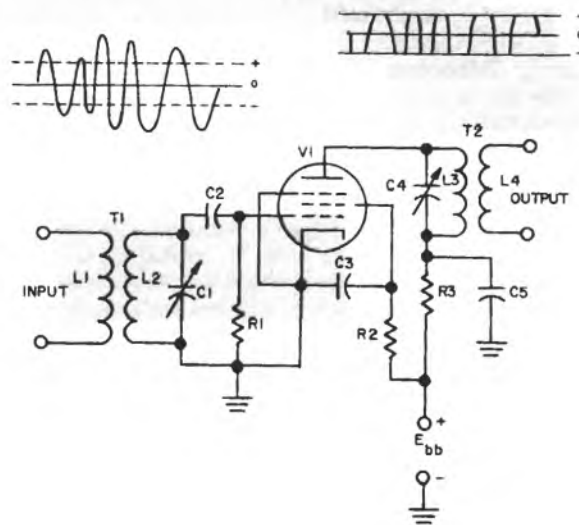 +
0
-
+
0
-
T2
V1
C4
L3
L4
OUTPUT
C2
T1
C3
INPUT
L1
L2
C1
R1
R2
R3
C5
+
E bb
-